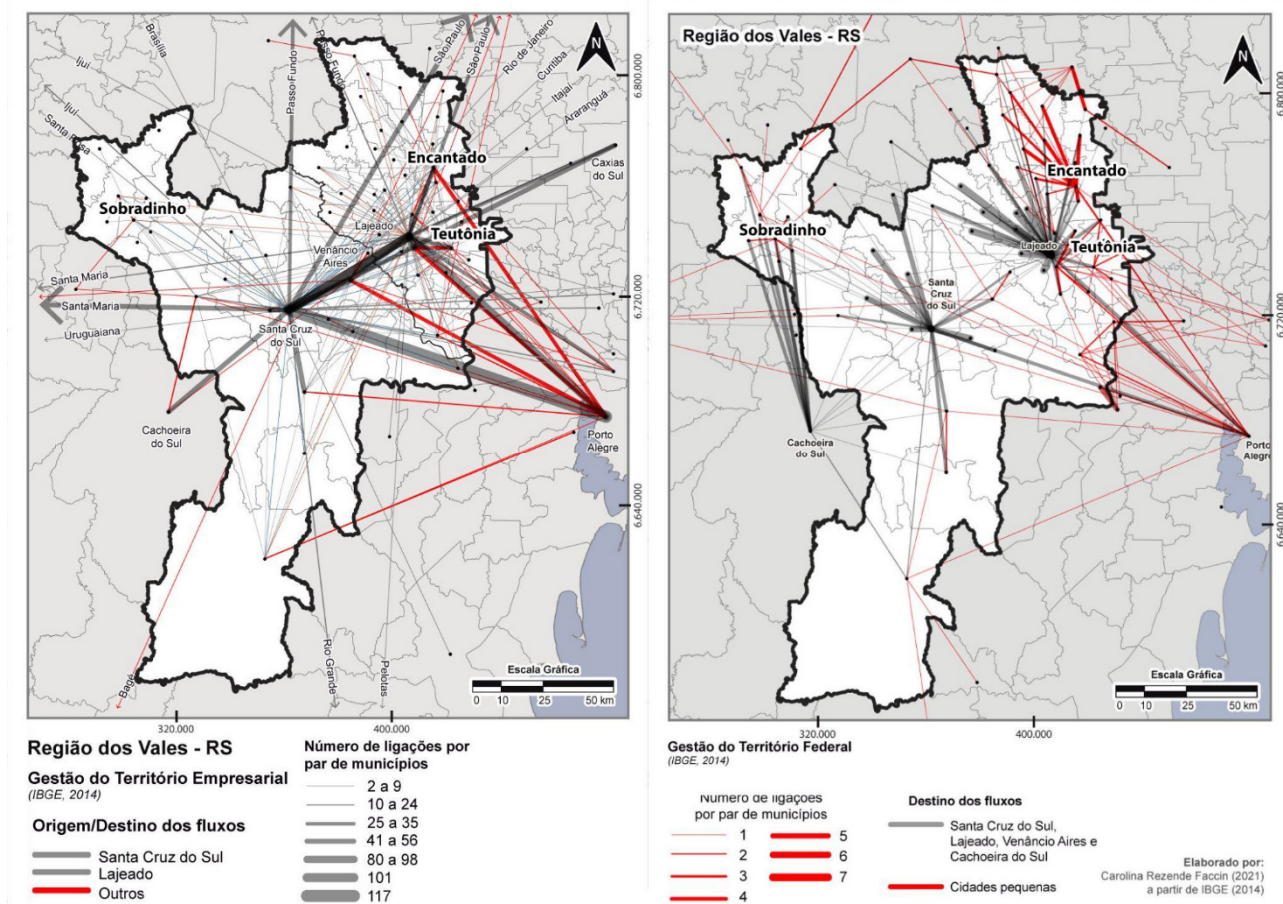 Brasília
Ijuí
Ijuí
Santa Rosa
Passo Fundo
Passo Fundo
São Paulo
São Paulo
Rio de Janeiro
Curitiba
Itajaí
Araranguá
N
6.800.000
Encantado
Caxias
do Sul
Sobradinho
Lajeado
Teutônia
Venâncio
Aires
Santa Maria
Santa Maria
Uruguaiana
6.720.000
Santa Cruz
do Sul
Cachoeira
do Sul
Porto
Alegre
6.640.000
Bagé
Rio Grande
Pelotas
Escala Gráfica
0 10 25 50 km
320.000 400.000
Região dos Vales - RS
Gestão do Território Empresarial
(IBGE, 2014)
Origem/Destino dos fluxos
Santa Cruz do Sul
Lajeado
Outros
Número de ligações por
par de municípios
2 a 9
10 a 24
25 a 35
41 a 56
80 a 98
101
117
Região dos Vales - RS
N
6.800.000
Encantado
Sobradinho
Lajeado
Teutônia
Santa
Cruz
do Sul
6.720.000
Cachoeira
do Sul
Porto
Alegre
6.640.000
Escala Gráfica
0 10 25 50 km
320.000 400.000
Gestão do Território Federal
(IBGE, 2014)
Número de ligações
por par de municípios
1
2
3
4
5
6
7
Destino dos fluxos
Santa Cruz do Sul,
Lajeado, Venâncio Aires e
Cachoeira do Sul
Cidades pequenas
Elaborado por:
Carolina Rezende Faccin (2021)
a partir de IBGE (2014)